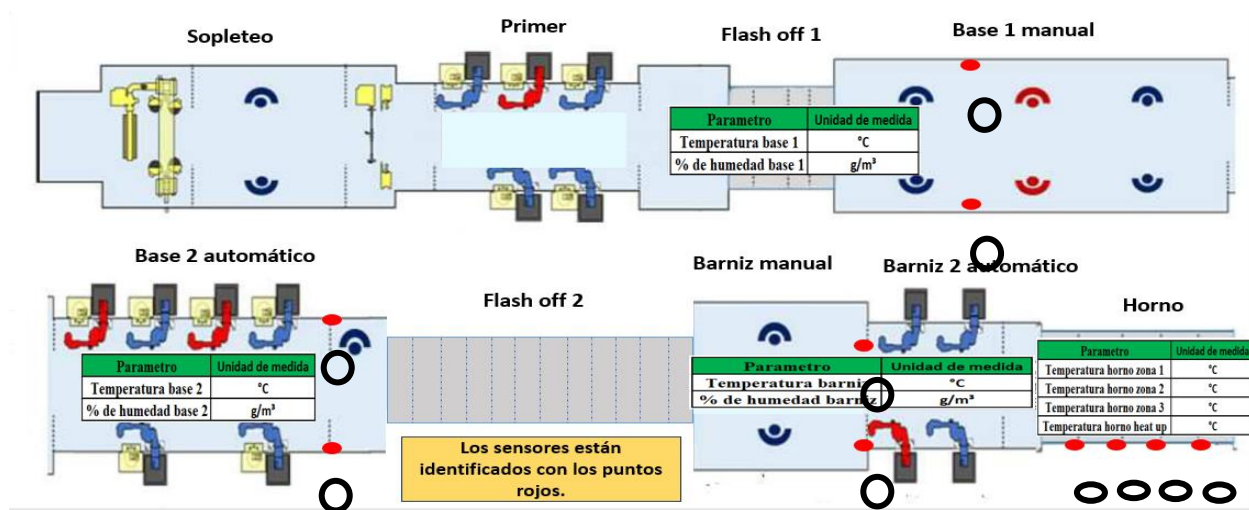 Sopleteo
Primer
Flash off 1
Base 1 manual
Parametro Unidad de medida
Temperatura base 1 °C
% de humedad base 1 g/m³
Base 2 automático
Flash off 2
Barniz manual
Barniz 2 automático
Horno
Parametro Unidad de medida
Temperatura base 2 °C
% de humedad base 2 g/m³
Parametro Unidad de medida
Temperatura barniz °C
% de humedad barniz g/m³
Parametro Unidad de medida
Temperatura horno zona 1 °C
Temperatura horno zona 2 °C
Temperatura horno zona 3 °C
Temperatura horno heat up °C
Los sensores están
identificados con los puntos
rojos.